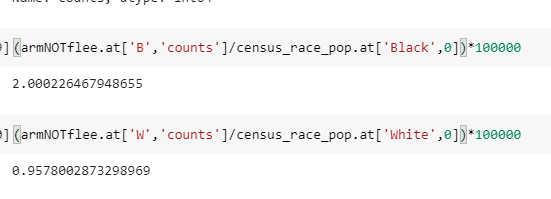 (armNOTflee.at['B','counts']/census_race_pop.at['Black',0])*100000
2.000226467948655
(armNOTflee.at['W','counts']/census_race_pop.at['White',0])*100000
0.9578002873298969